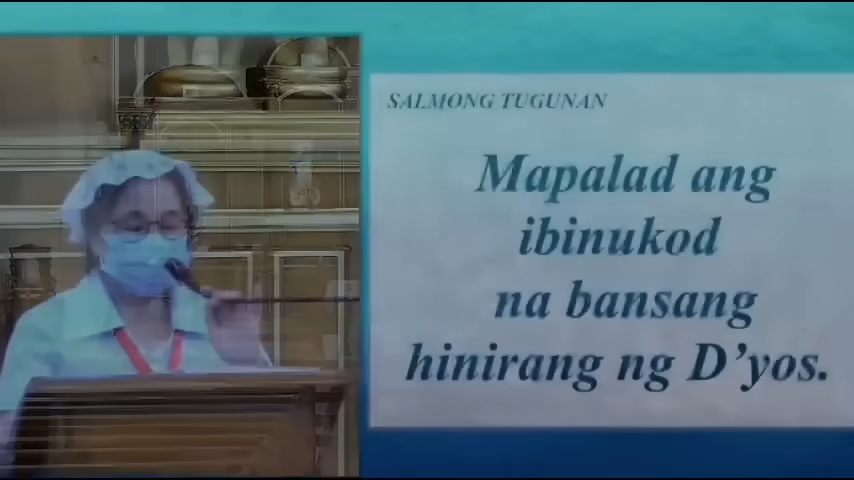 SALMONG TUGUNAN
Mapalad ang
ibinukod
na bansang
hinirang ng D'yos.